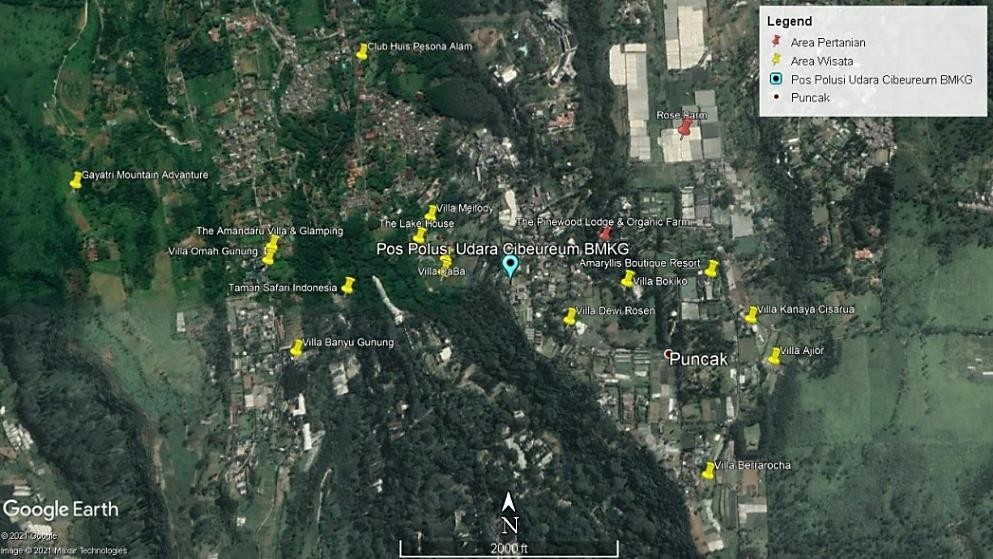 Legend
Area Pertanian
Area Wisata
Pos Polusi Udara Cibeureum BMKG
Puncak
Club Huis Pesona Alam
Rose Farm
Gayatri Mountain Advanture
Villa Melody
The Lake House
The Pinewood Lodge & Organic Farm
The Amandaru Villa & Glamping
Villa Omah Gunung
Pos Polusi Udara Cibeureum BMKG
Villa
Amaryllis Boutique Resort
Villa Bokiko
Taman Safari Indonesia
Villa Dewi Rosen
Villa Kanaya Cisarua
Villa Banyu Gunung
Puncak
Villa Ajior
Villa Berrarocha
Google Earth
N
© 2021 Google
Image © 2021 Maxar Technologies
2000 ft